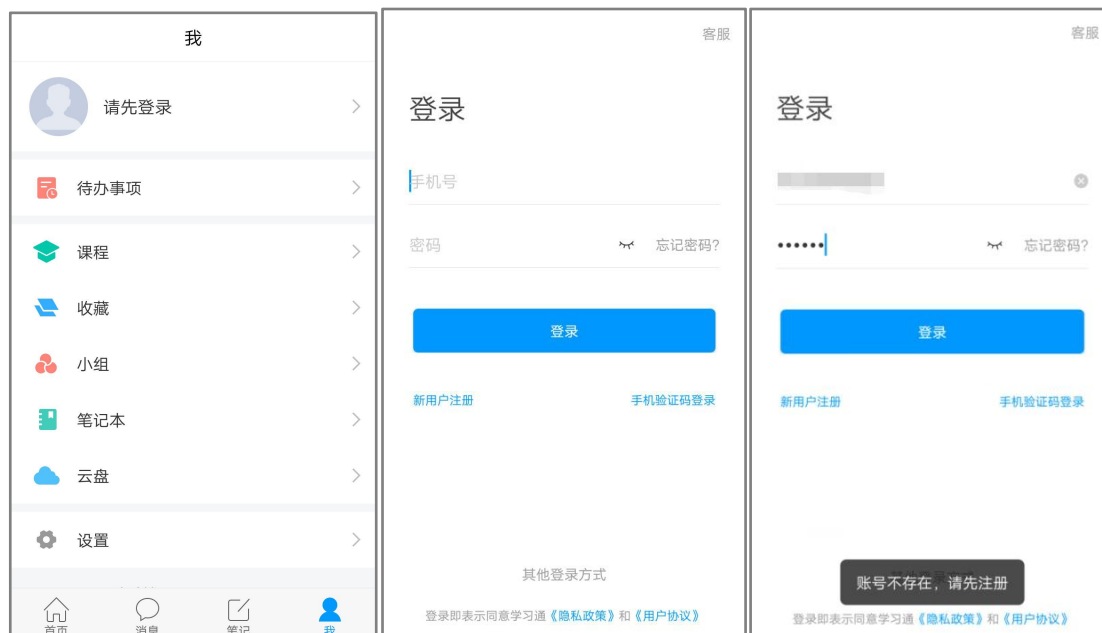 我
请先登录
待办事项
课程
收藏
小组
笔记本
云盘
设置
首页
消息
笔记
我
客服
登录
手机号
密码
忘记密码?
登录
新用户注册
手机验证码登录
其他登录方式
登录即表示同意学习通《隐私政策》和《用户协议》
客服
登录
忘记密码?
登录
新用户注册
手机验证码登录
账号不存在，请先注册
登录即表示同意学习通《隐私政策》和《用户协议》